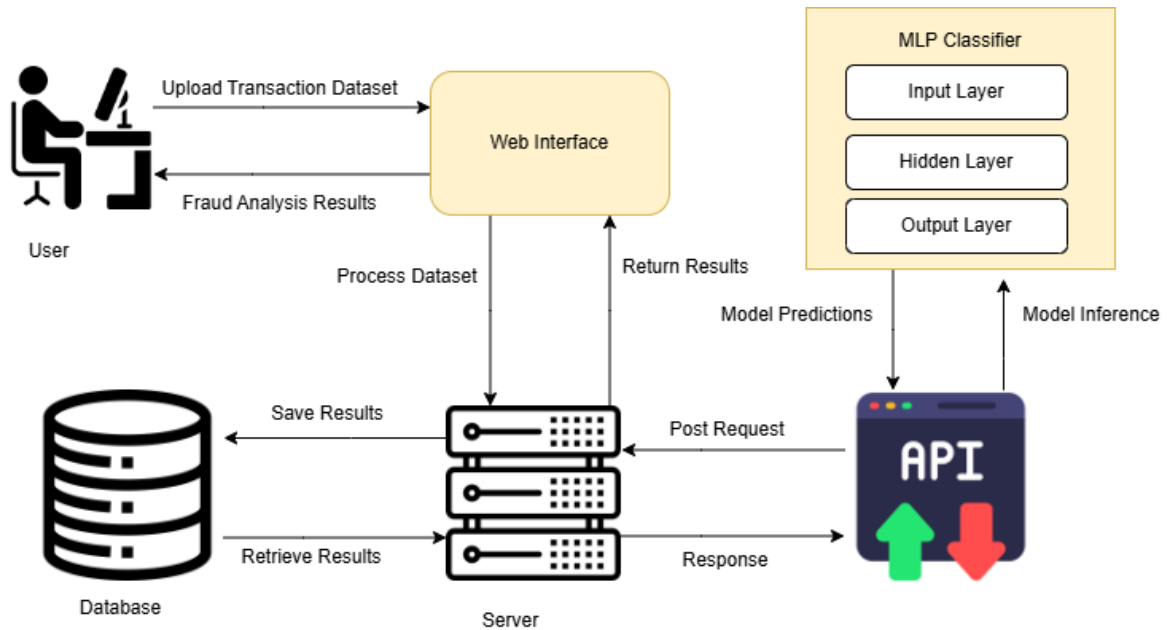 MLP Classifier
Upload Transaction Dataset
Input Layer
Web Interface
Hidden Layer
Fraud Analysis Results
Output Layer
User
Process Dataset
Return Results
Model Predictions
Model Inference
Save Results
Post Request
API
Retrieve Results
Response
Database
Server